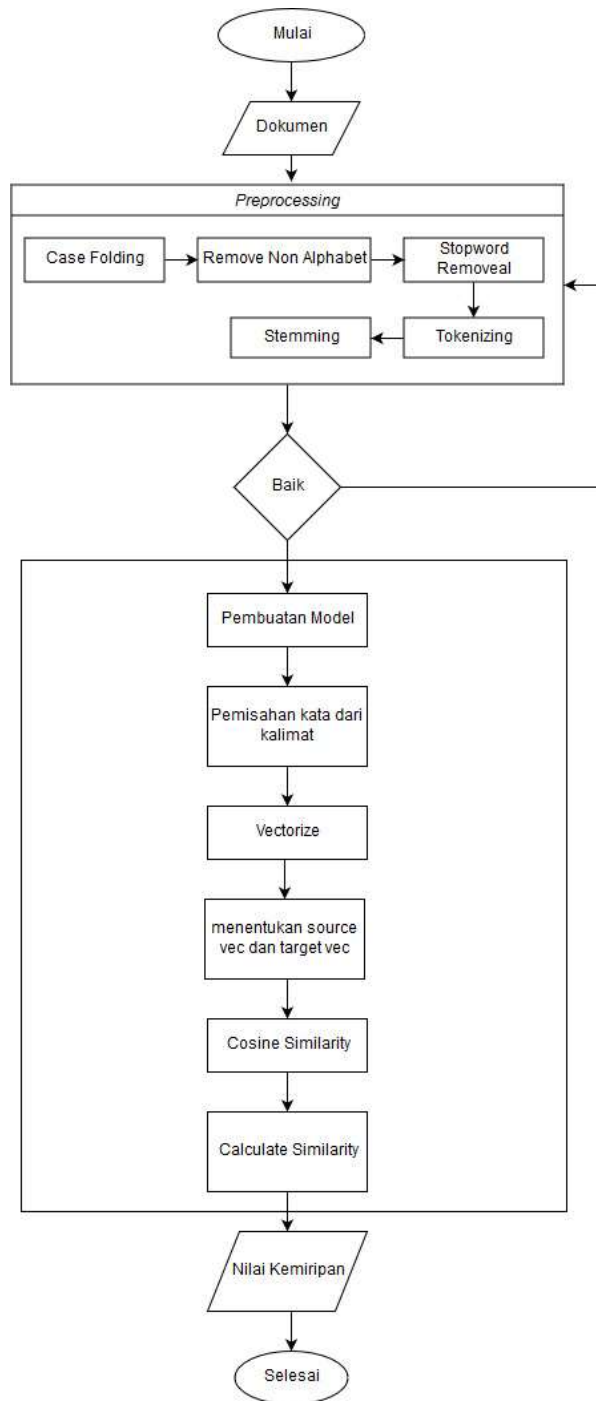 Mulai
Dokumen
Preprocessing
Case Folding
Remove Non Alphabet
Stopword
Removeal
Tokenizing
Stemming
Baik
Pembuatan Model
Pemisahan kata dari
kalimat
Vectorize
menentukan source
vec dan target vec
Cosine Similarity
Calculate Similarity
Nilai Kemiripan
Selesai